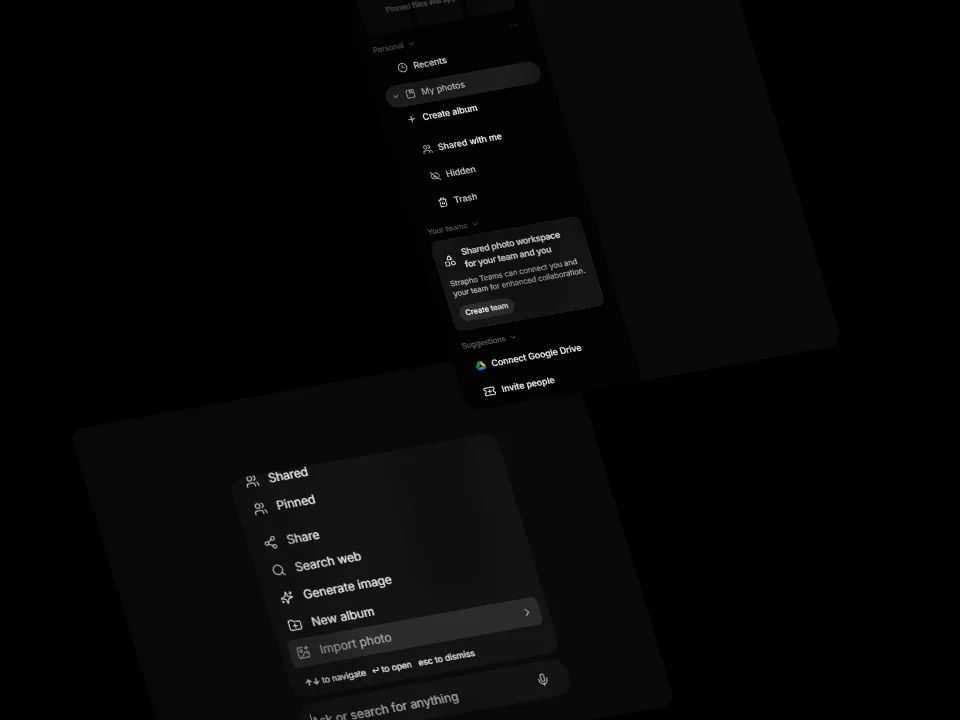 Pinned files will
Personal
Recents
My photos
Create album
Shared with me
Hidden
Trash
Your teams
Shared photo workspace
for your team and you
Strapho Teams can connect you and
your team for enhanced collaboration.
Create team
Suggestions
Connect Google Drive
Invite people
Shared
Pinned
Share
Search web
Generate image
New album
Import photo
↑↓ to navigate ↵ to open esc to dismiss
Ask or search for anything